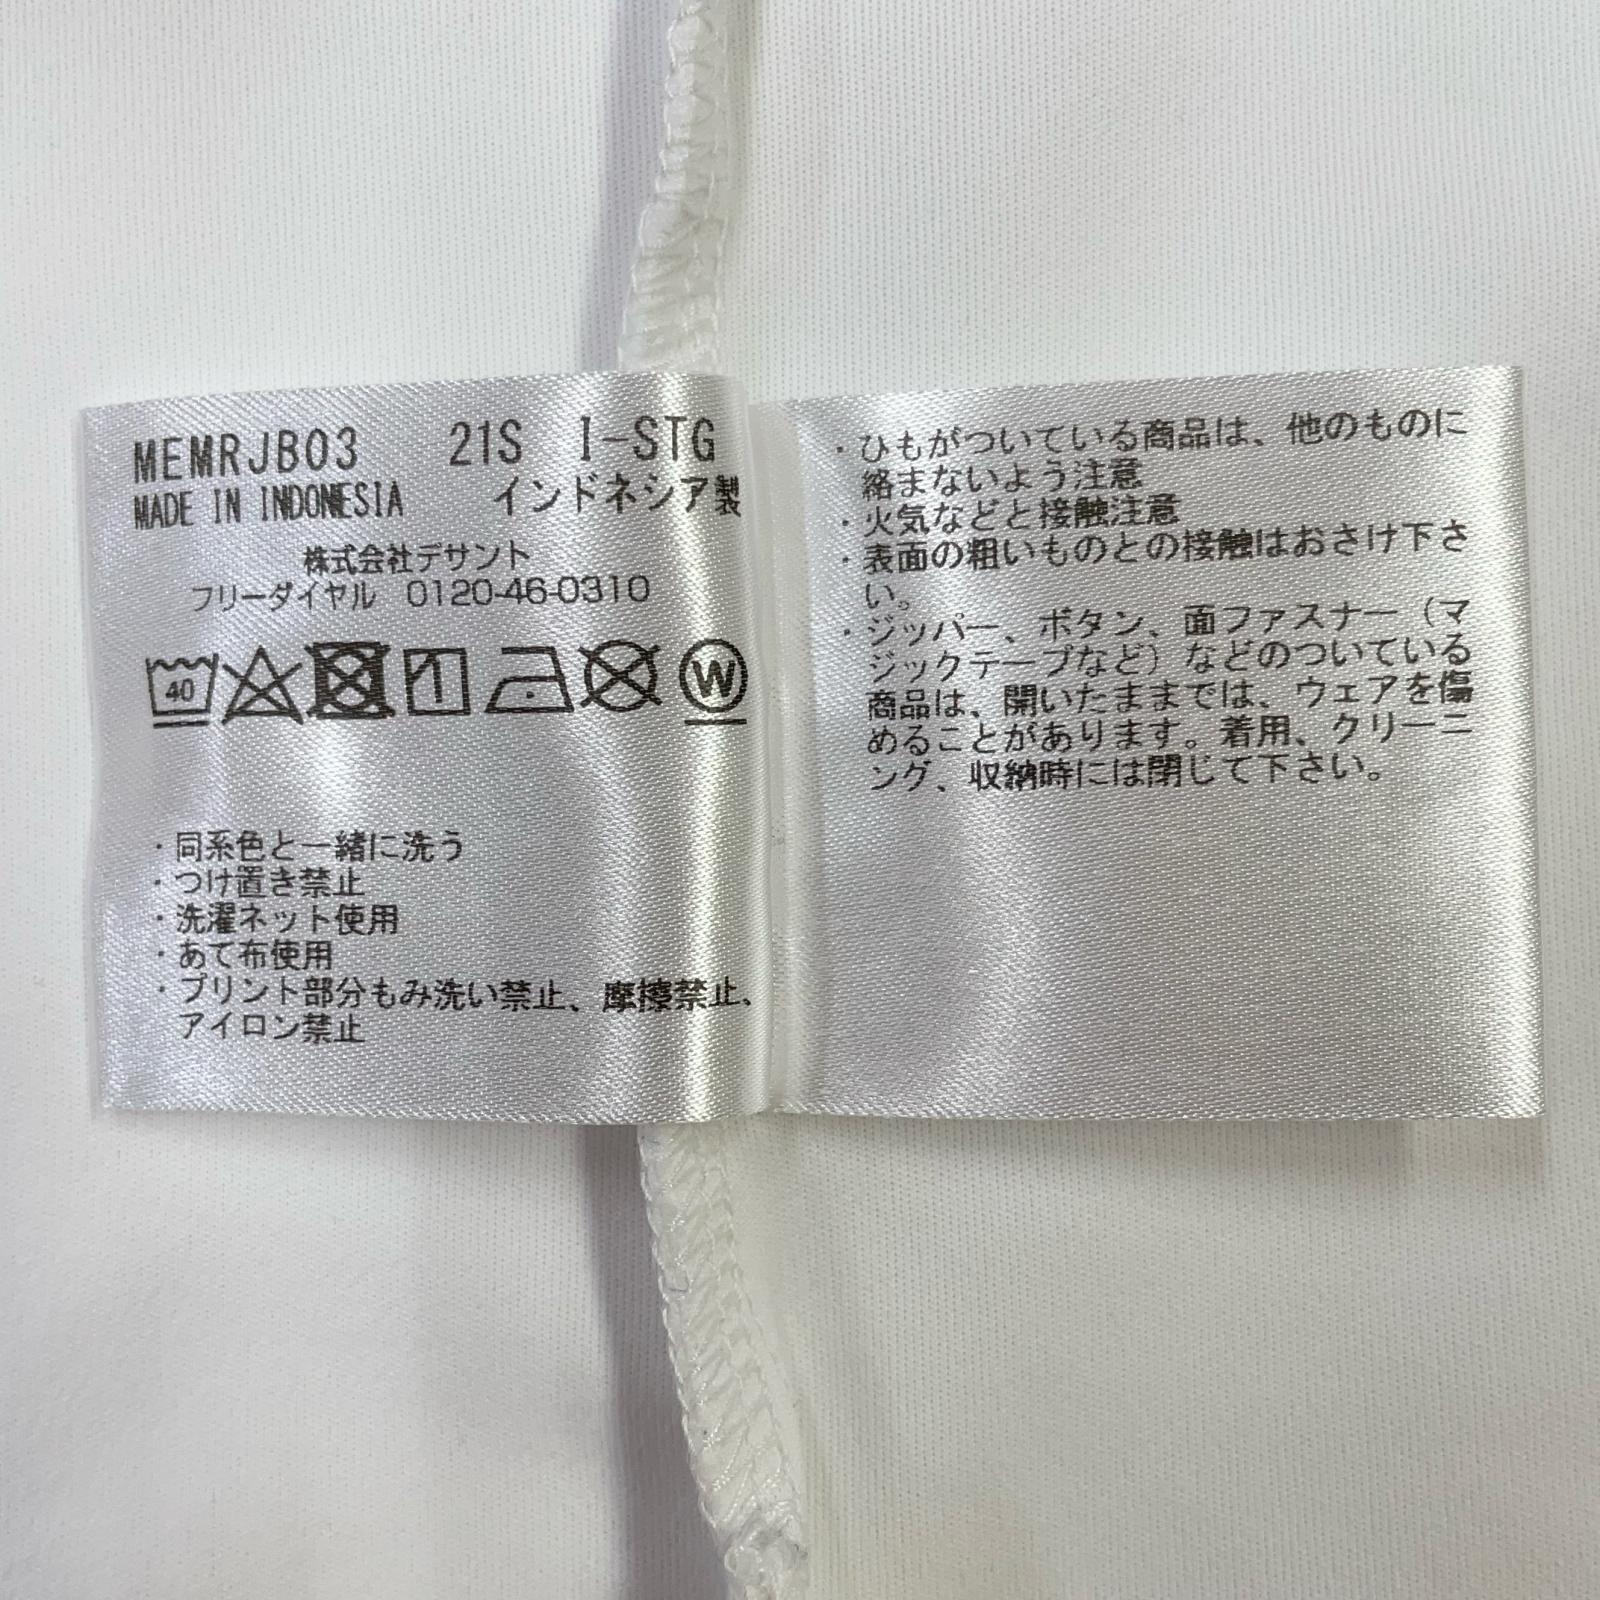 MEMRJB03 21S I-STG
MADE IN INDONESIA インドネシア製
株式会社デサント
フリーダイヤル 0120-46-0310
40 W
・同系色と一緒に洗う
・つけ置き禁止
・洗濯ネット使用
・あて布使用
・プリント部分もみ洗い禁止、摩擦禁止、
アイロン禁止
・ひもがついている商品は、他のものに
絡まないよう注意
・火気などと接触注意
・表面の粗いものとの接触はおさけ下さ
い。
・ジッパー、ボタン、面ファスナー（マ
ジックテープなど）などのついている
商品は、開いたままでは、ウェアを傷
めることがあります。着用、クリーニ
ング、収納時には閉じて下さい。